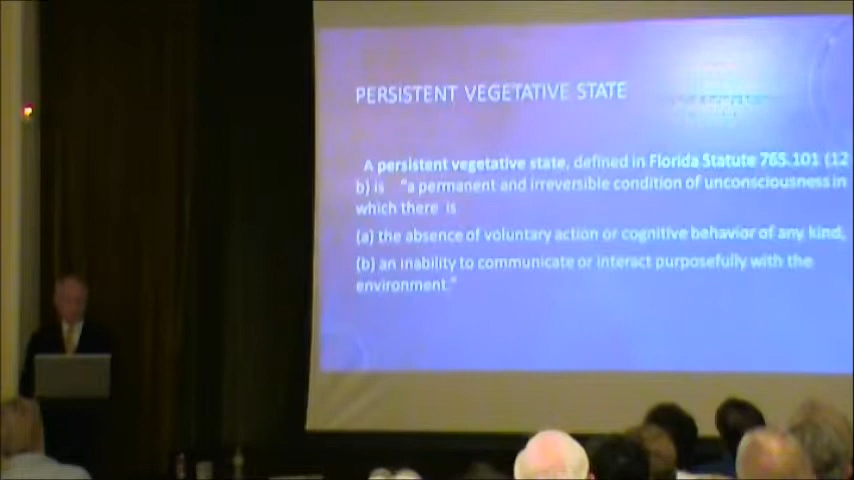 PERSISTENT VEGETATIVE STATE
A persistent vegetative state, defined in Florida Statute 765.101 (12
b) is "a permanent and irreversible condition of unconsciousness in
which there is
(a) the absence of voluntary action or cognitive behavior of any kind,
(b) an inability to communicate or interact purposefully with the
environment."